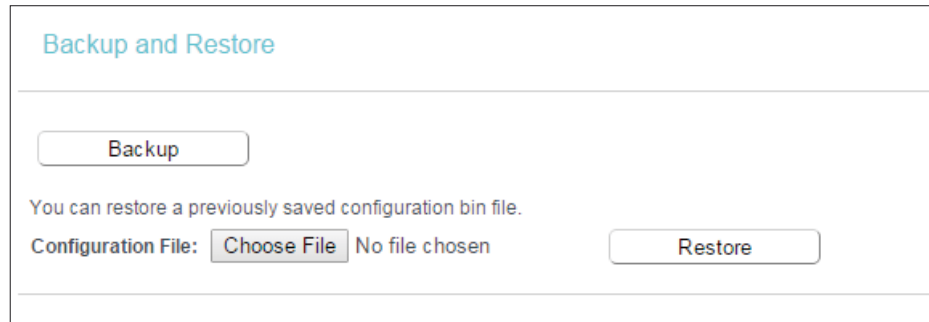 Backup and Restore
Backup
You can restore a previously saved configuration bin file.
Configuration File: Choose File No file chosen Restore